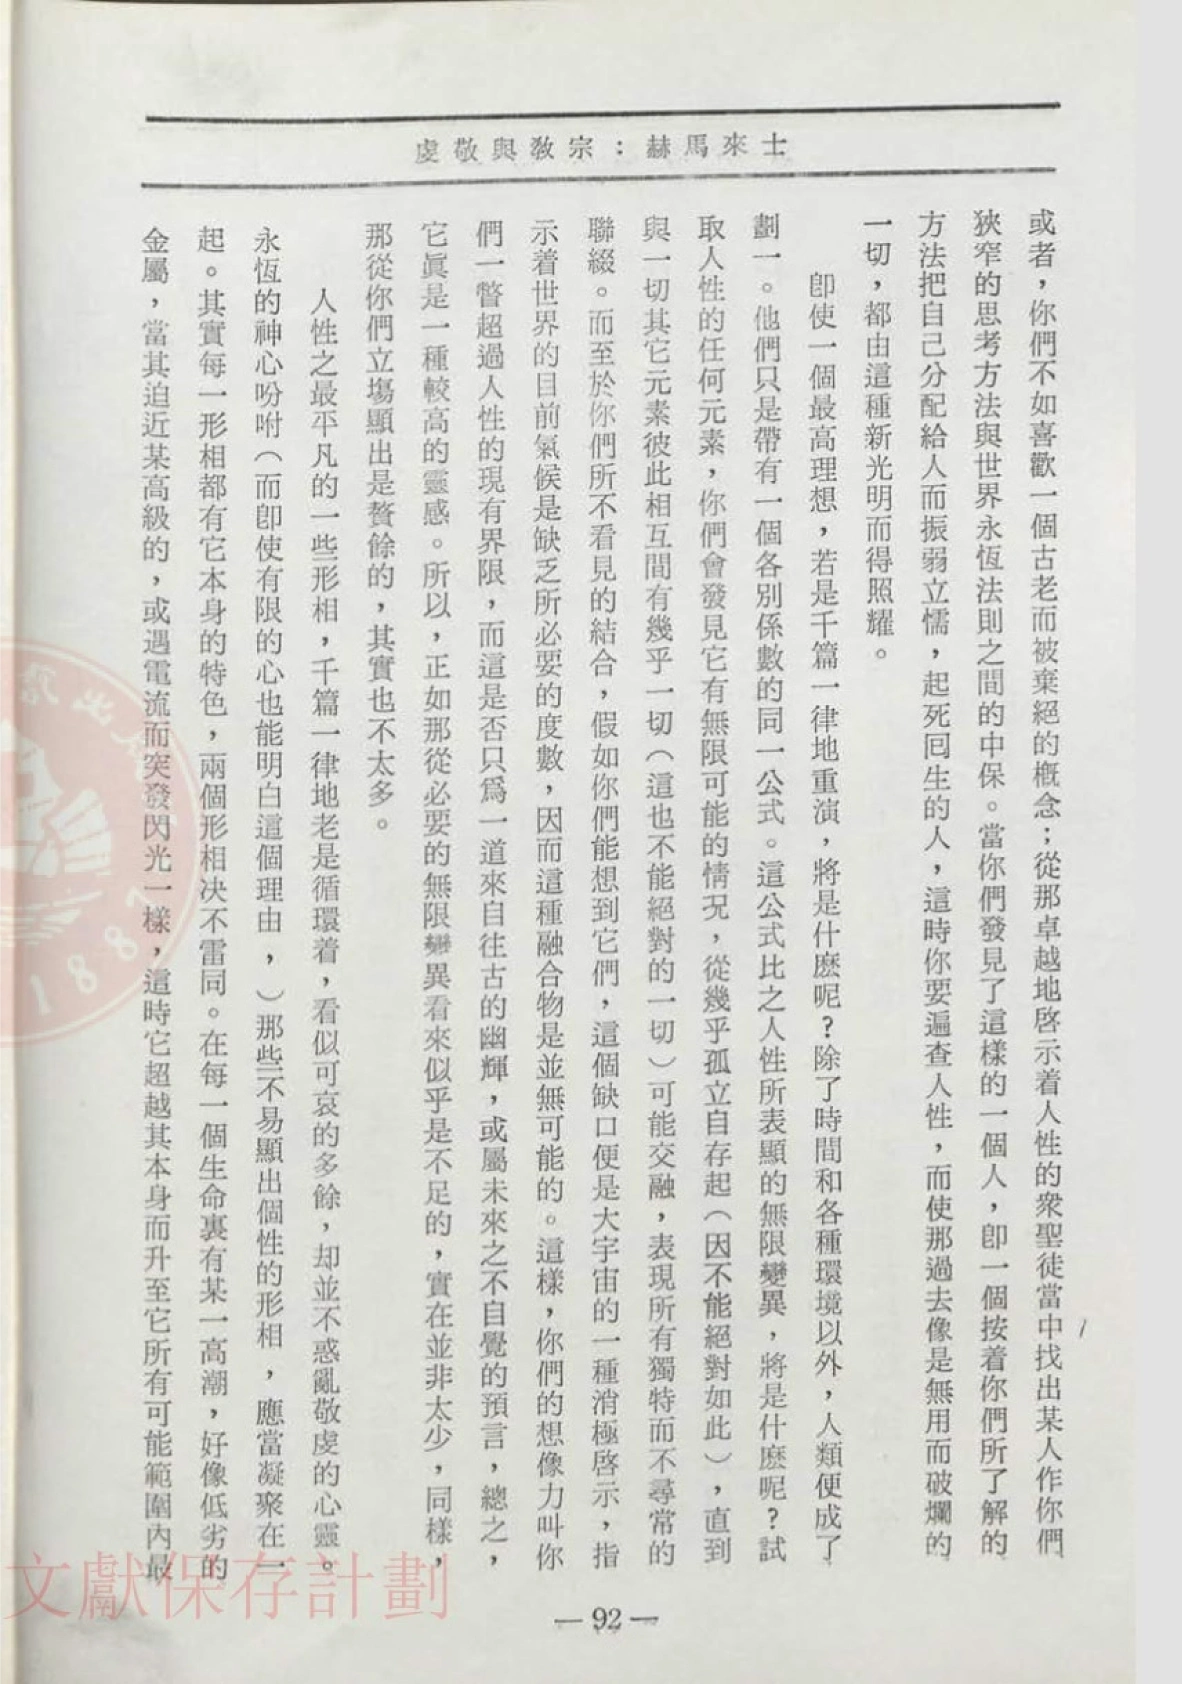 士來馬赫：宗教與敬虔
或者，你們不如喜歡一個古老而被棄絕的概念；從那卓越地啓示着人性的衆聖徒當中找出某人作你們
狹窄的思考方法與世界永恆法則之間的中保。當你們發見了這樣的一個人，卽一個按着你們所了解的
方法把自己分配給人而振弱立懦，起死囘生的人，這時你要遍查人性，而使那過去像是無用而破爛的
一切，都由這種新光明而得照耀。
卽使一個最高理想，若是千篇一律地重演，將是什麽呢？除了時間和各種環境以外，人類便成了
劃一。他們只是帶有一個各別係數的同一公式。這公式比之人性所表顯的無限變異，將是什麽呢？試
取人性的任何元素，你們會發見它有無限可能的情況，從幾乎孤立自存起（因不能絕對如此），直到
與一切其它元素彼此相互間有幾乎一切（這也不能絕對的一切）可能交融，表現所有獨特而不尋常的
聯綴。而至於你們所不看見的結合，假如你們能想到它們，這個缺口便是大宇宙的一種消極啓示，指
示着世界的目前氣候是缺乏所必要的度數，因而這種融合物是並無可能的。這樣，你們的想像力叫你
們一瞥超過人性的現有界限，而這是否只爲一道來自往古的幽輝，或屬未來之不自覺的預言，總之，
它眞是一種較高的靈感。所以，正如那從必要的無限變異看來似乎是不足的，實在並非太少，同樣，
那從你們立塲顯出是贅餘的，其實也不太多。
人性之最平凡的一些形相，千篇一律地老是循環着，看似可哀的多餘，却並不惑亂敬虔的心靈。
永恆的神心吩咐（而卽使有限的心也能明白這個理由，）那些不易顯出個性的形相，應當凝聚在一
起。其實每一形相都有它本身的特色，兩個形相决不雷同。在每一個生命裏有某一高潮，好像低劣的
金屬，當其迫近某高級的，或遇電流而突發閃光一樣，這時它超越其本身而升至它所有可能範圍內最
—92—
文獻保存計劃
188